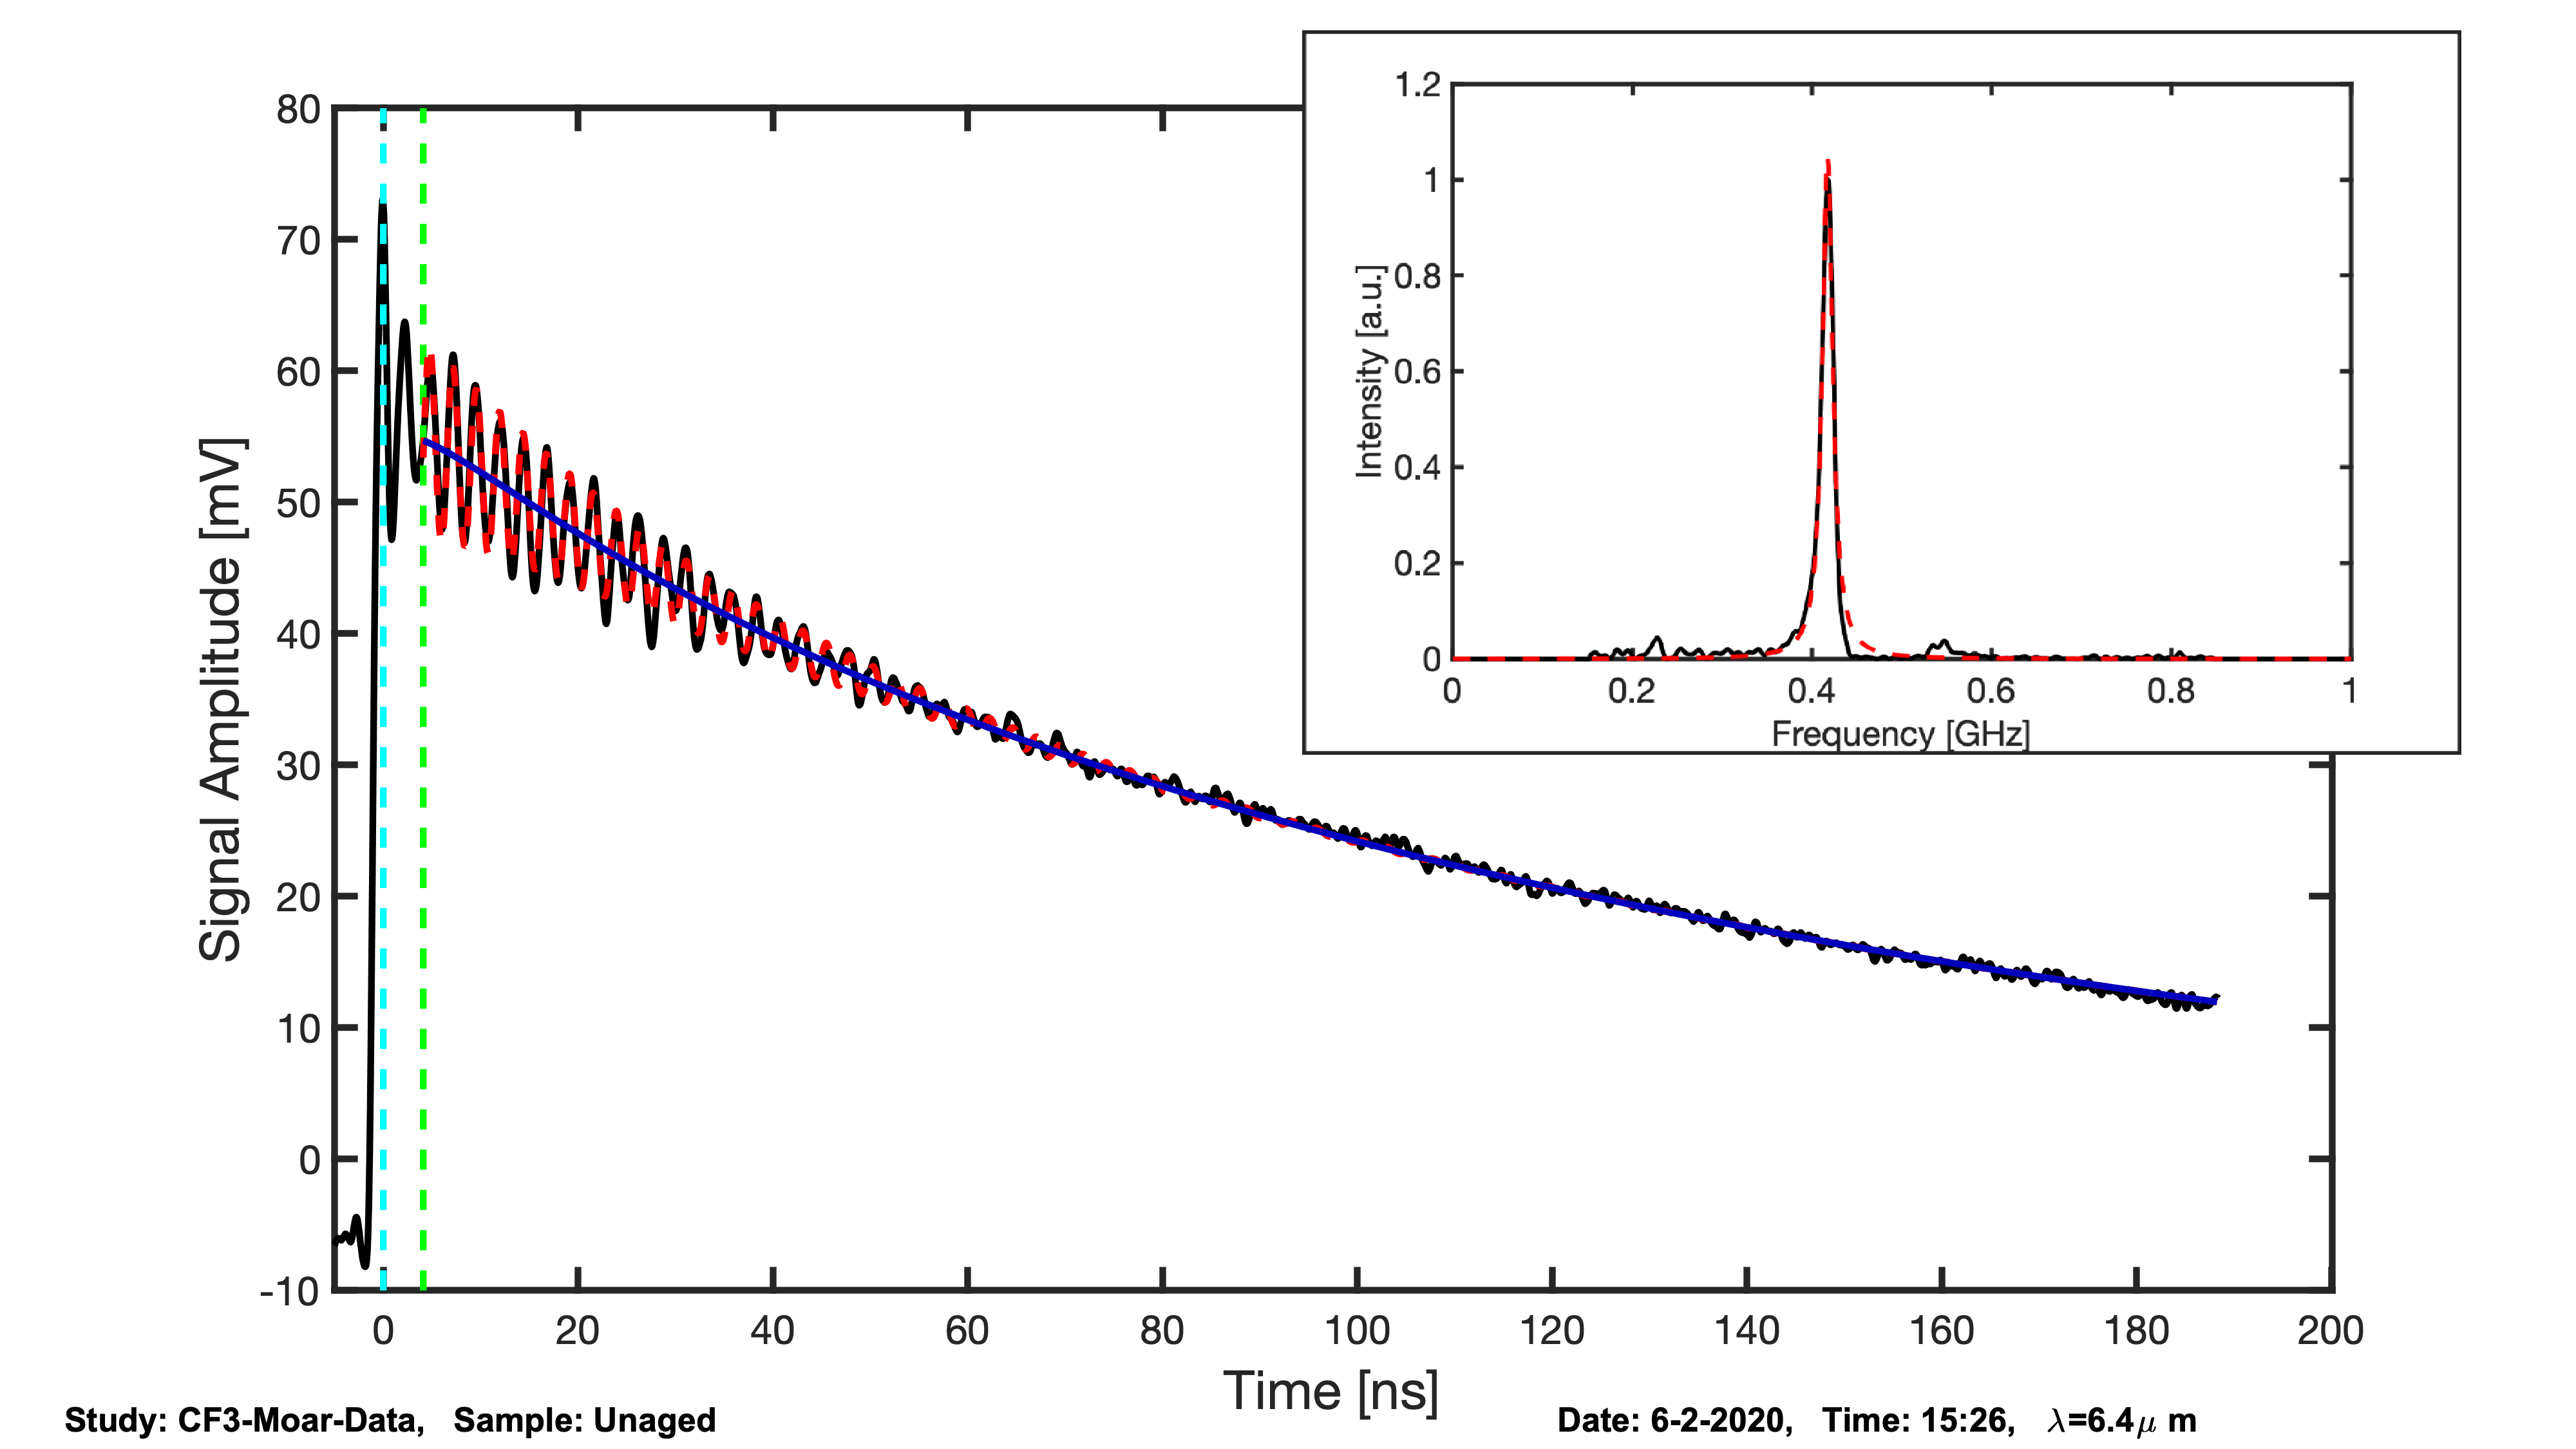 1.2
1
0.8
0.6
0.4
0.2
0
Intensity [a.u.]
0 0.2 0.4 0.6 0.8 1
Frequency [GHz]
80
70
60
50
40
30
20
10
0
-10
Signal Amplitude [mV]
0 20 40 60 80 100 120 140 160 180 200
Time [ns]
Study: CF3-Moar-Data, Sample: Unaged
Date: 6-2-2020, Time: 15:26, λ=6.4μ m